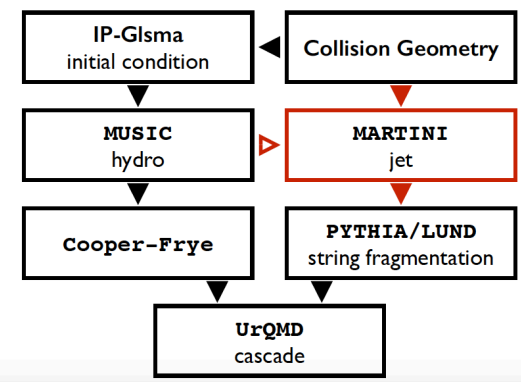 IP-Glsma
initial condition
Collision Geometry
MUSIC
hydro
MARTINI
jet
Cooper-Frye
PYTHIA/LUND
string fragmentation
UrQMD
cascade